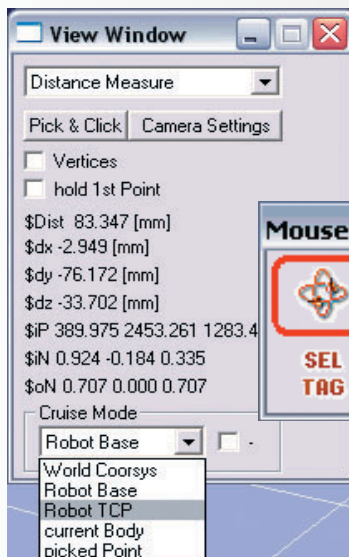 View Window
Distance Measure
Pick & Click Camera Settings
Vertices
hold 1st Point
$Dist 83.347 [mm]
$dx -2.949 [mm]
$dy -76.172 [mm]
$dz -33.702 [mm]
$iP 389.975 2453.261 1283.4
$iN 0.924 -0.184 0.335
$oN 0.707 0.000 0.707
Cruise Mode
Robot Base -
World Coorsys
Robot Base
Robot TCP
current Body
picked Point
Mouse
SEL
TAG